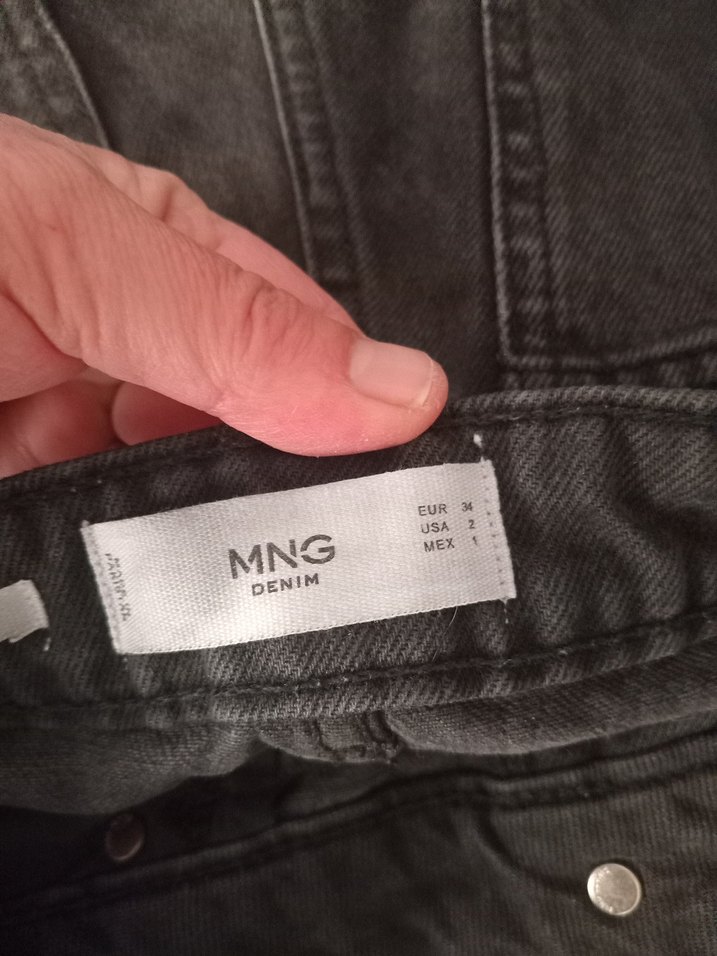 MNG
DENIM
EUR 34
USA 2
MEX 1